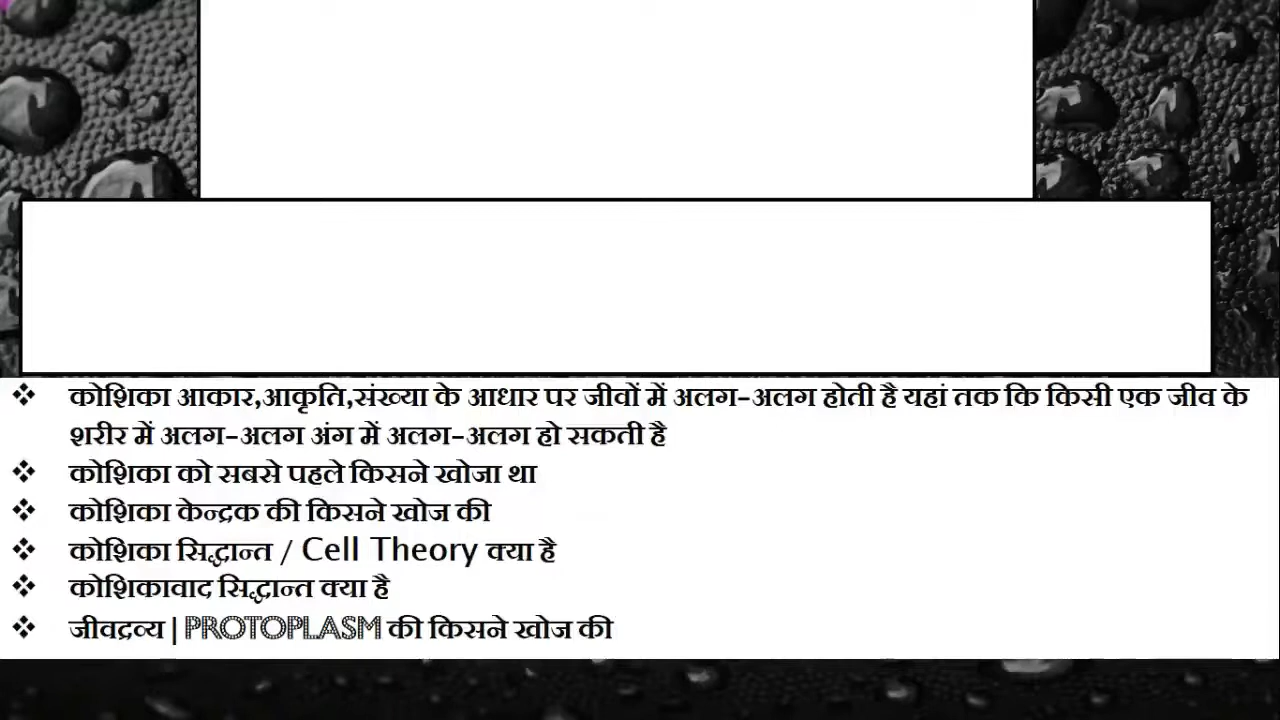 ❖ कोशिका आकार,आकृति,संख्या के आधार पर जीवों में अलग-अलग होती है यहां तक कि किसी एक जीव के
शरीर में अलग-अलग अंग में अलग-अलग हो सकती है
❖ कोशिका को सबसे पहले किसने खोजा था
❖ कोशिका केन्द्रक की किसने खोज की
❖ कोशिका सिद्धान्त / Cell Theory क्या है
❖ कोशिकावाद सिद्धान्त क्या है
❖ जीवद्रव्य | PROTOPLASM की किसने खोज की